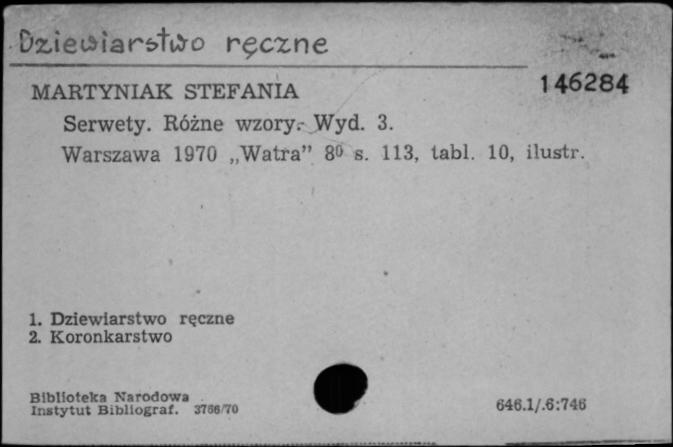 Dziewiarstwo ręczne
146284
MARTYNIAK STEFANIA
Serwety. Różne wzory.- Wyd. 3.
Warszawa 1970 „Watra” 8⁰ s. 113, tabl. 10, ilustr.
1. Dziewiarstwo ręczne
2. Koronkarstwo
Biblioteka Narodowa
Instytut Bibliograf. 3766/70
646.1/.6:746